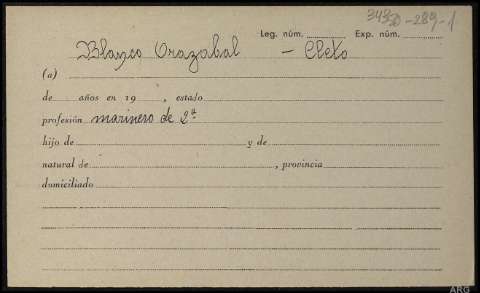 3430-289-1
Leg. núm. Exp. núm.
Blasco Orazabal - Cleto
(a)
de años en 19 , estado
profesión marinero de 2ª
hijo de y de
natural de , provincia
domiciliado
ARG